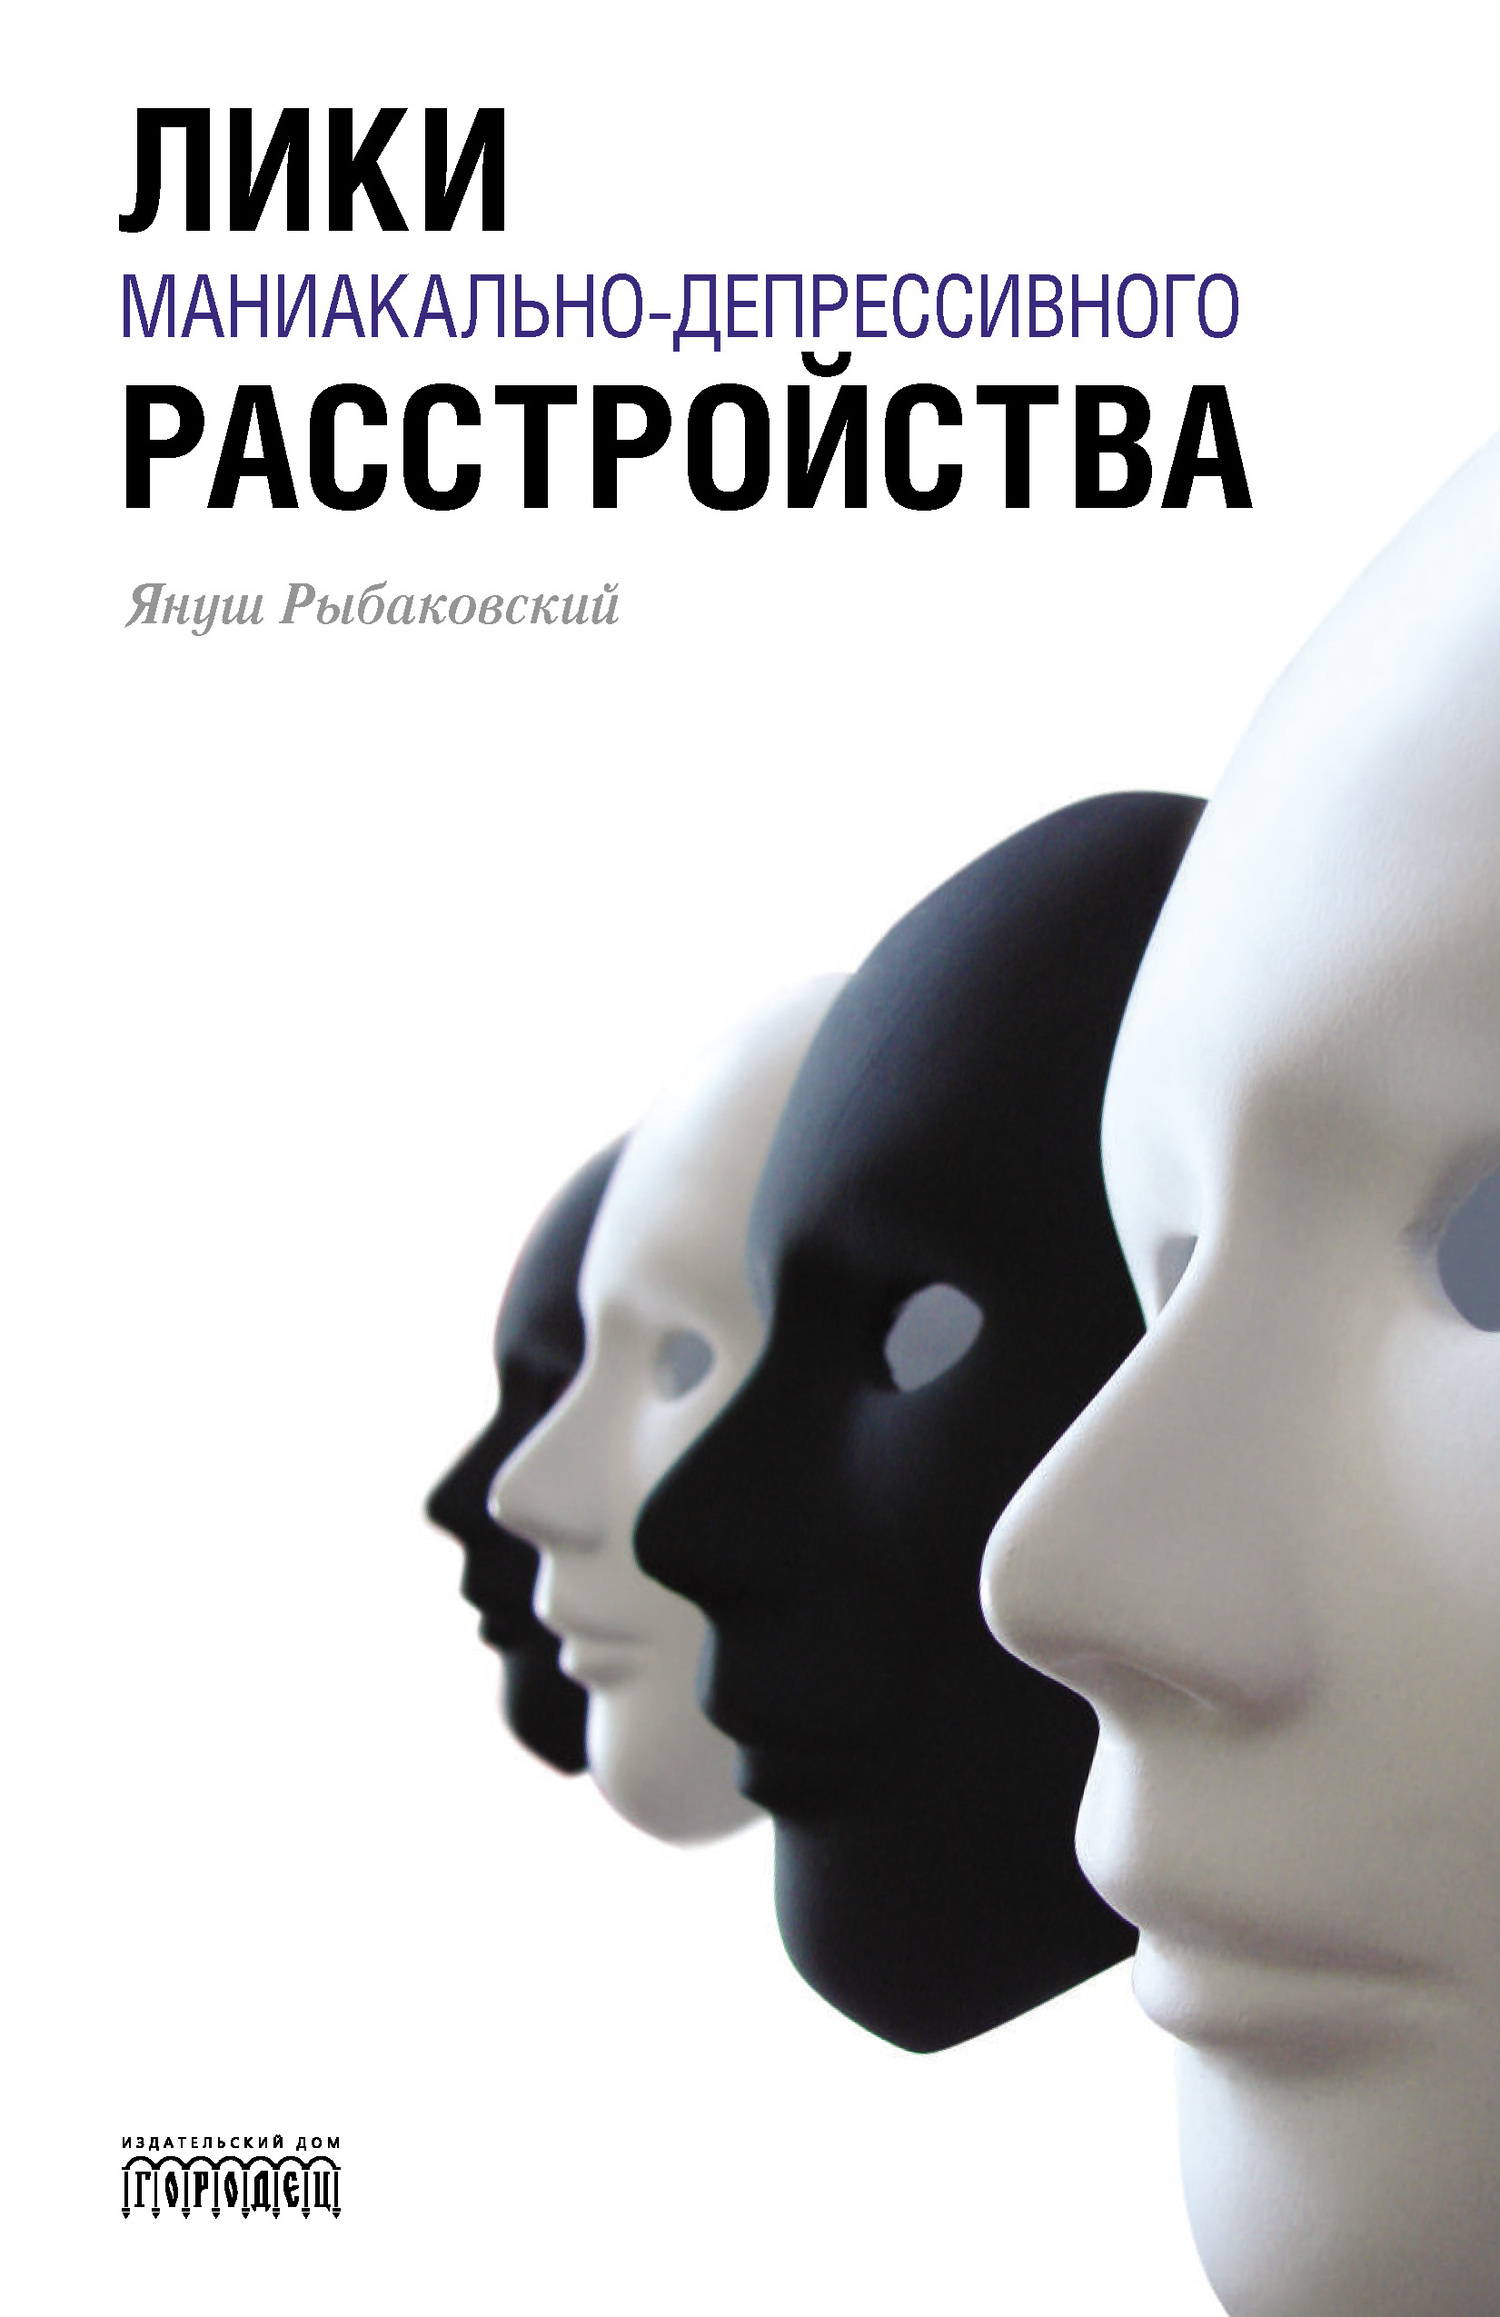 ЛИКИ
МАНИАКАЛЬНО-ДЕПРЕССИВНОГО
РАССТРОЙСТВА
Януш Рыбаковский
ИЗДАТЕЛЬСКИЙ ДОМ
ГОРОДЕЦ